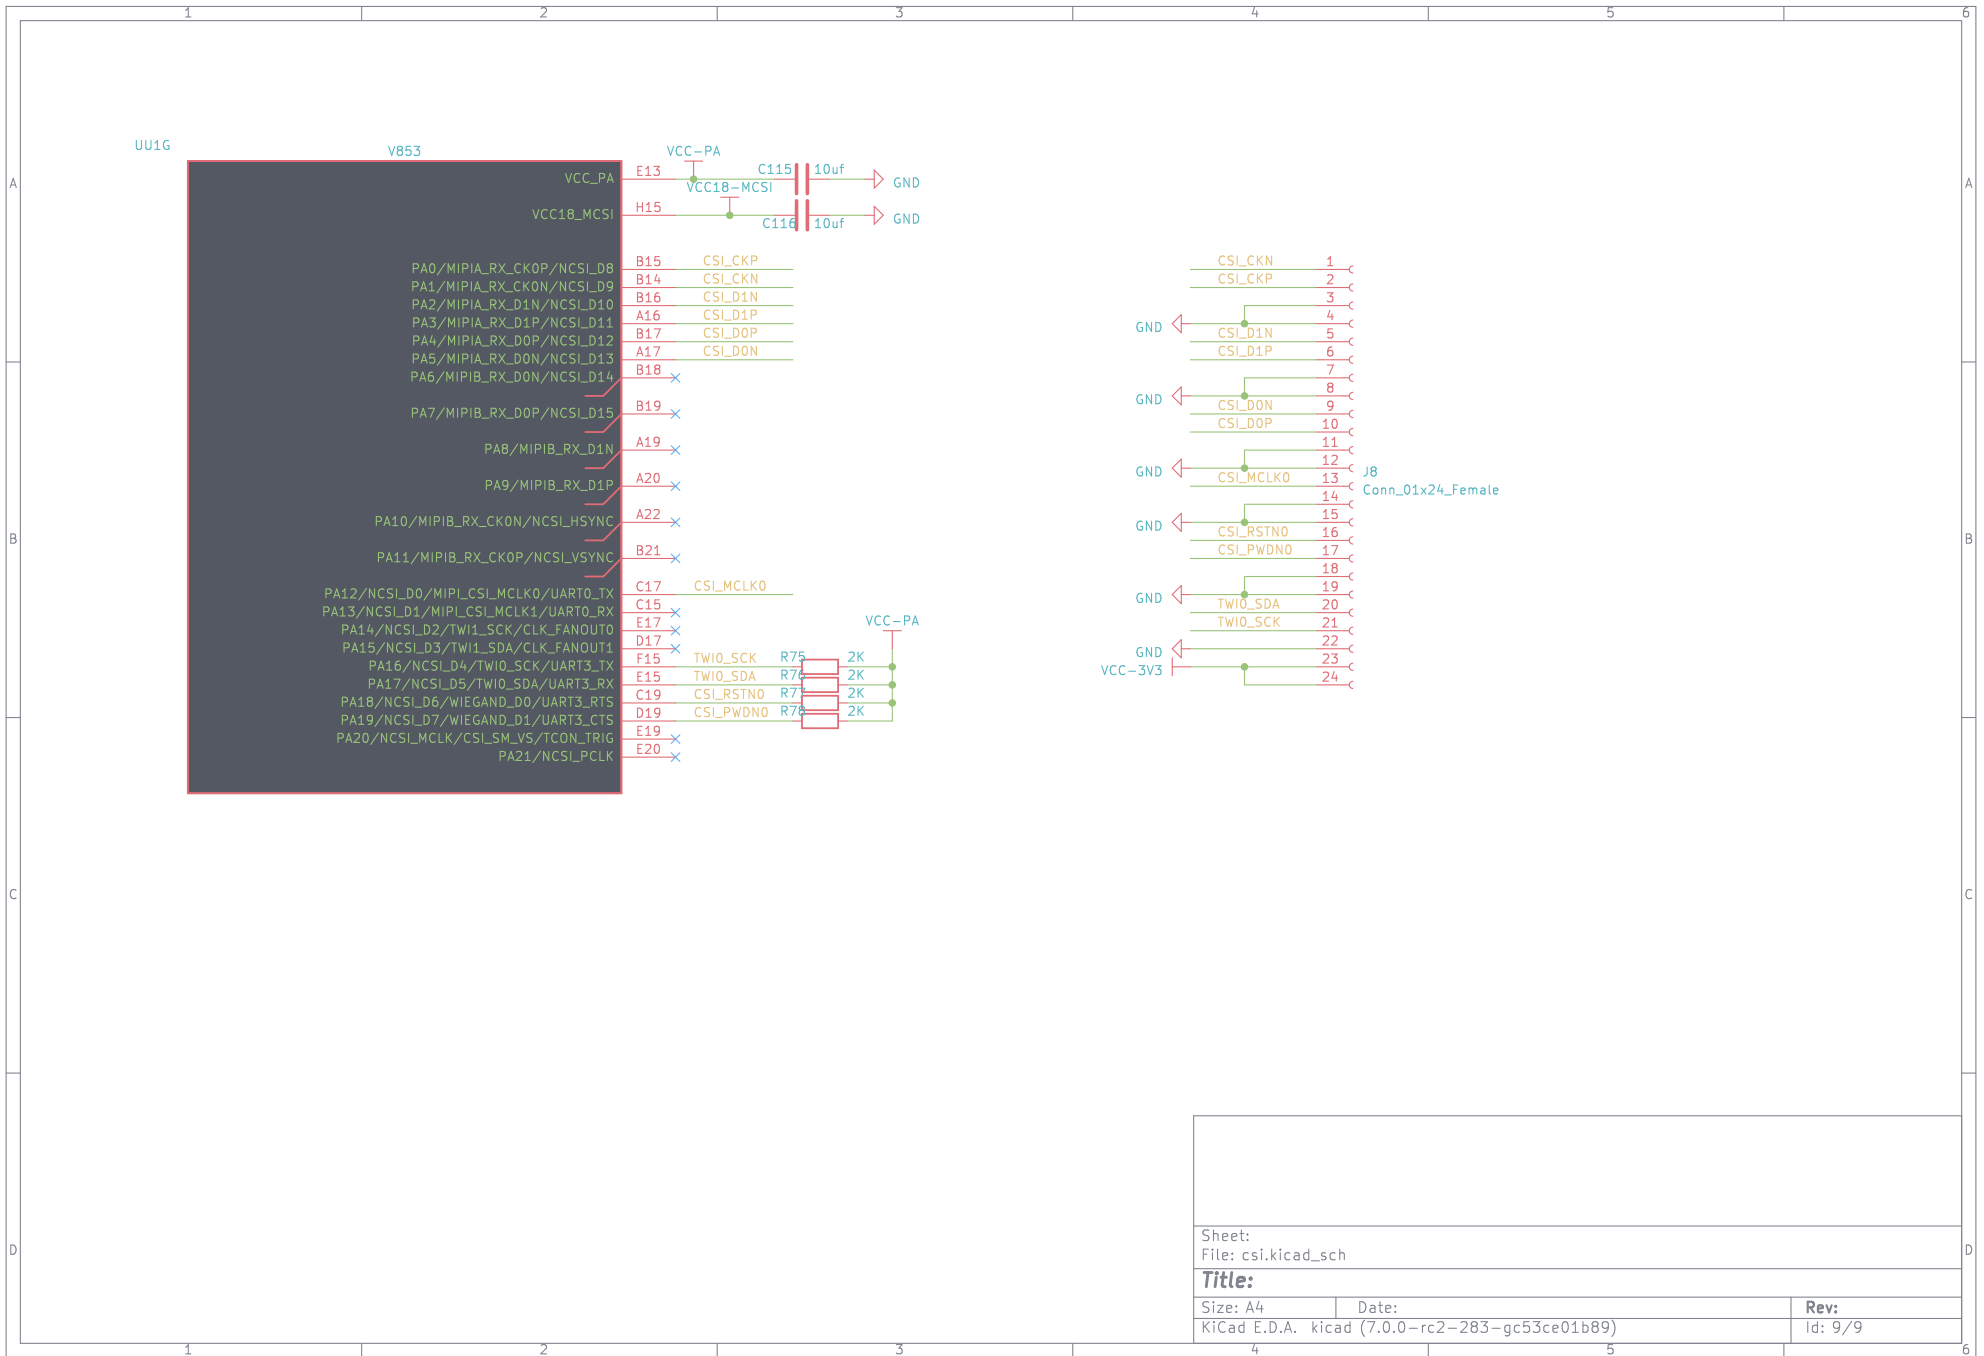 1 2 3 4 5 6
A A
B B
C C
D D
UU1G
V853
VCC_PA E13
VCC18_MCSI H15
PA0/MIPIA_RX_CK0P/NCSI_D8 B15 CSI_CKP
PA1/MIPIA_RX_CK0N/NCSI_D9 B14 CSI_CKN
PA2/MIPIA_RX_D1N/NCSI_D10 B16 CSI_D1N
PA3/MIPIA_RX_D1P/NCSI_D11 A16 CSI_D1P
PA4/MIPIA_RX_D0P/NCSI_D12 B17 CSI_D0P
PA5/MIPIA_RX_D0N/NCSI_D13 A17 CSI_D0N
PA6/MIPIB_RX_D0N/NCSI_D14 B18
PA7/MIPIB_RX_D0P/NCSI_D15 B19
PA8/MIPIB_RX_D1N A19
PA9/MIPIB_RX_D1P A20
PA10/MIPIB_RX_CK0N/NCSI_HSYNC A22
PA11/MIPIB_RX_CK0P/NCSI_VSYNC B21
PA12/NCSI_D0/MIPI_CSI_MCLK0/UART0_TX C17 CSI_MCLK0
PA13/NCSI_D1/MIPI_CSI_MCLK1/UART0_RX C15
PA14/NCSI_D2/TWI1_SCK/CLK_FANOUT0 E17
PA15/NCSI_D3/TWI1_SDA/CLK_FANOUT1 D17
PA16/NCSI_D4/TWI0_SCK/UART3_TX F15 TWI0_SCK R75 2K
PA17/NCSI_D5/TWI0_SDA/UART3_RX E15 TWI0_SDA R76 2K
PA18/NCSI_D6/WIEGAND_D0/UART3_RTS C19 CSI_RSTN0 R77 2K
PA19/NCSI_D7/WIEGAND_D1/UART3_CTS D19 CSI_PWDN0 R78 2K
PA20/NCSI_MCLK/CSI_SM_VS/TCON_TRIG E19
PA21/NCSI_PCLK E20
VCC-PA
C115 10uf GND
VCC18-MCSI
C116 10uf GND
VCC-PA
CSI_CKN 1
CSI_CKP 2
3
GND 4
CSI_D1N 5
CSI_D1P 6
7
GND 8
CSI_D0N 9
CSI_D0P 10
11
GND 12
CSI_MCLK0 13
14
GND 15
CSI_RSTN0 16
CSI_PWDN0 17
18
GND 19
TWI0_SDA 20
TWI0_SCK 21
GND 22
VCC-3V3 23
24
J8
Conn_01x24_Female
Sheet:
File: csi.kicad_sch
Title:
Size: A4 Date: Rev:
KiCad E.D.A. kicad (7.0.0-rc2-283-gc53ce01b89) Id: 9/9
1 2 3 4 5 6